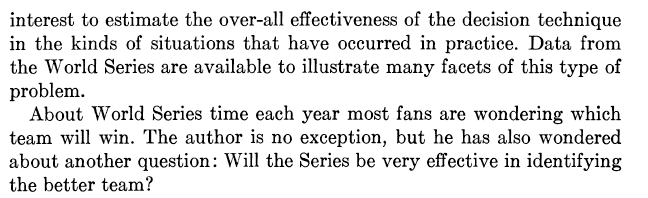 interest to estimate the over-all effectiveness of the decision technique
in the kinds of situations that have occurred in practice. Data from
the World Series are available to illustrate many facets of this type of
problem.
About World Series time each year most fans are wondering which
team will win. The author is no exception, but he has also wondered
about another question: Will the Series be very effective in identifying
the better team?